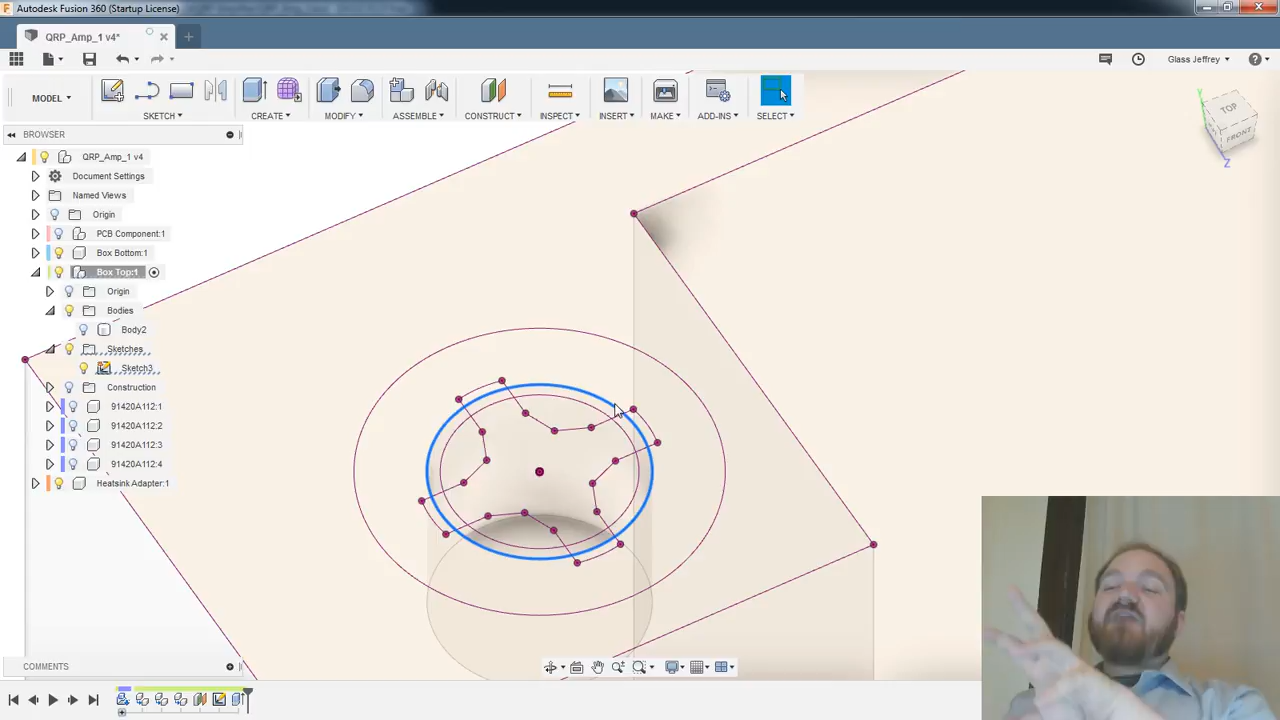 Autodesk Fusion 360 (Startup License)
QRP_Amp_1 v4*
Glass Jeffrey
MODEL
SKETCH
CREATE
MODIFY
ASSEMBLE
CONSTRUCT
INSPECT
INSERT
MAKE
ADD-INS
SELECT
TOP
FRONT
Y
Z
BROWSER
QRP_Amp_1 v4
Document Settings
Named Views
Origin
PCB Component:1
Box Bottom:1
Box Top:1
Origin
Bodies
Body2
Sketches
Sketch3
Construction
91420A112:1
91420A112:2
91420A112:3
91420A112:4
Heatsink Adapter:1
COMMENTS